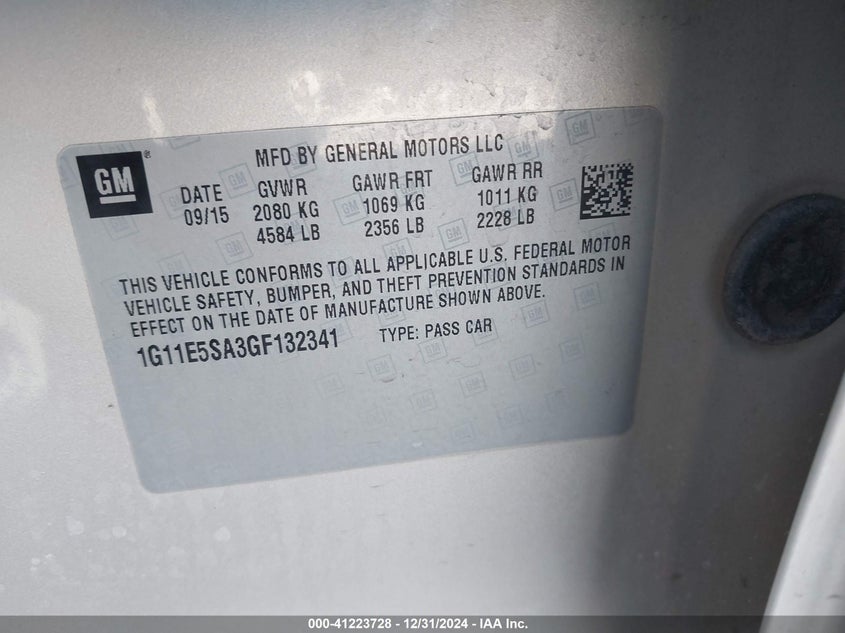 GM ®
MFD BY GENERAL MOTORS LLC
DATE GVWR GAWR FRT GAWR RR
09/15 2080 KG 1069 KG 1011 KG
4584 LB 2356 LB 2228 LB
THIS VEHICLE CONFORMS TO ALL APPLICABLE U.S. FEDERAL MOTOR
VEHICLE SAFETY, BUMPER, AND THEFT PREVENTION STANDARDS IN
EFFECT ON THE DATE OF MANUFACTURE SHOWN ABOVE.
1G11E5SA3GF132341 TYPE: PASS CAR
000-41223728 - 12/31/2024 - IAA Inc.